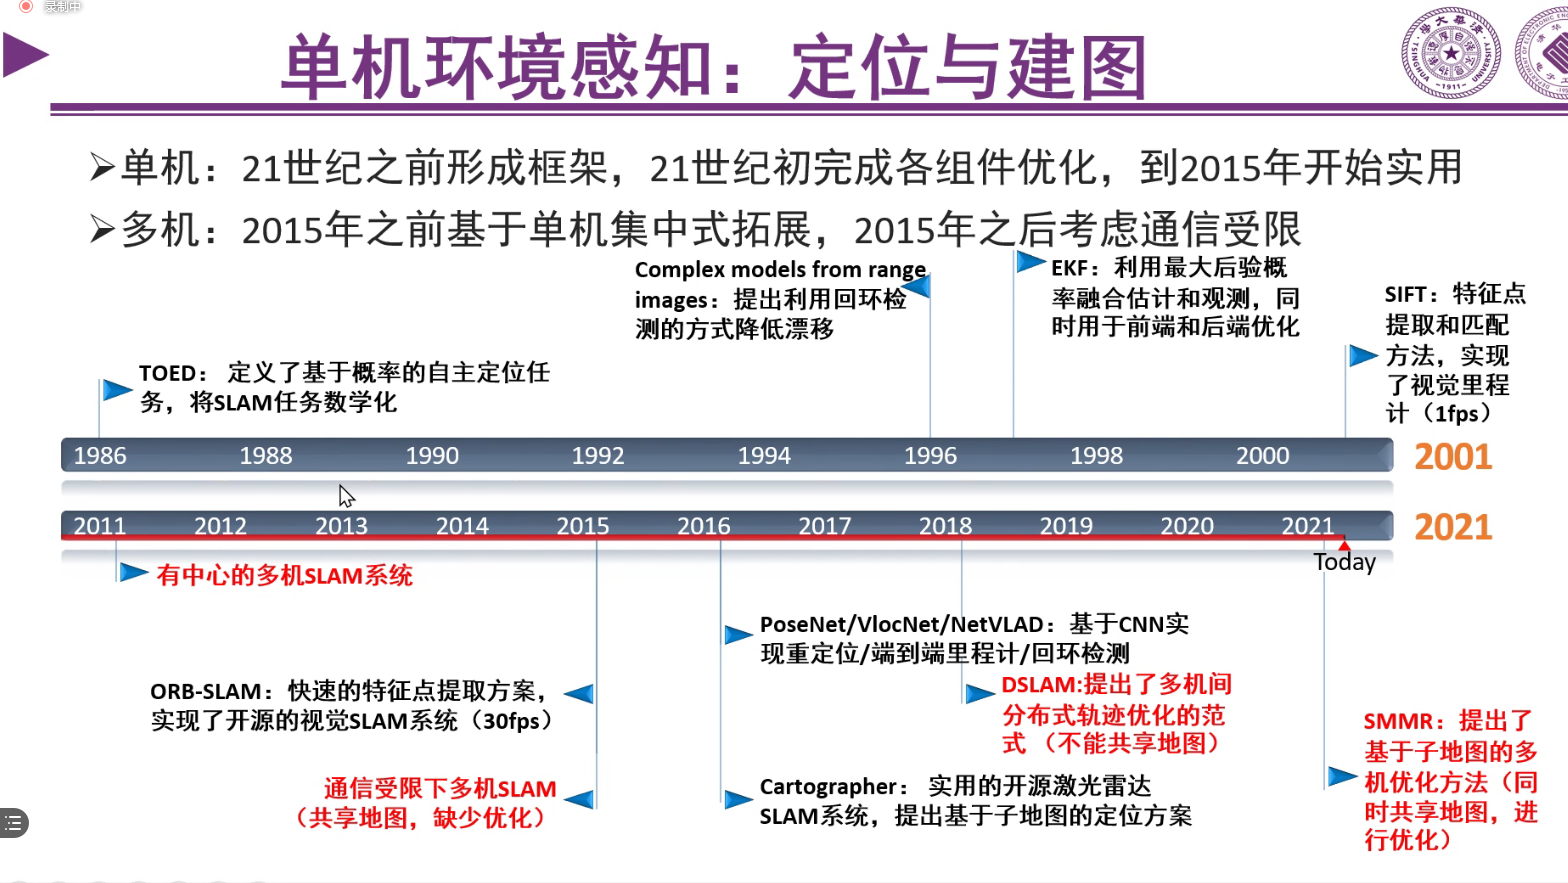 录制中
单机环境感知：定位与建图
➢单机：21世纪之前形成框架，21世纪初完成各组件优化，到2015年开始实用
➢多机：2015年之前基于单机集中式拓展，2015年之后考虑通信受限
Complex models from range
images：提出利用回环检
测的方式降低漂移
EKF：利用最大后验概
率融合估计和观测，同
时用于前端和后端优化
SIFT：特征点
提取和匹配
方法，实现
了视觉里程
计（1fps）
TOED： 定义了基于概率的自主定位任
务，将SLAM任务数学化
1986 1988 1990 1992 1994 1996 1998 2000 2001
2011 2012 2013 2014 2015 2016 2017 2018 2019 2020 2021 2021
Today
有中心的多机SLAM系统
PoseNet/VlocNet/NetVLAD：基于CNN实
现重定位/端到端里程计/回环检测
ORB-SLAM：快速的特征点提取方案，
实现了开源的视觉SLAM系统（30fps）
DSLAM:提出了多机间
分布式轨迹优化的范
式 （不能共享地图）
SMMR：提出了
基于子地图的多
机优化方法（同
时共享地图，进
行优化）
通信受限下多机SLAM
（共享地图，缺少优化）
Cartographer： 实用的开源激光雷达
SLAM系统，提出基于子地图的定位方案
TSINGHUA UNIVERSITY
-1911-